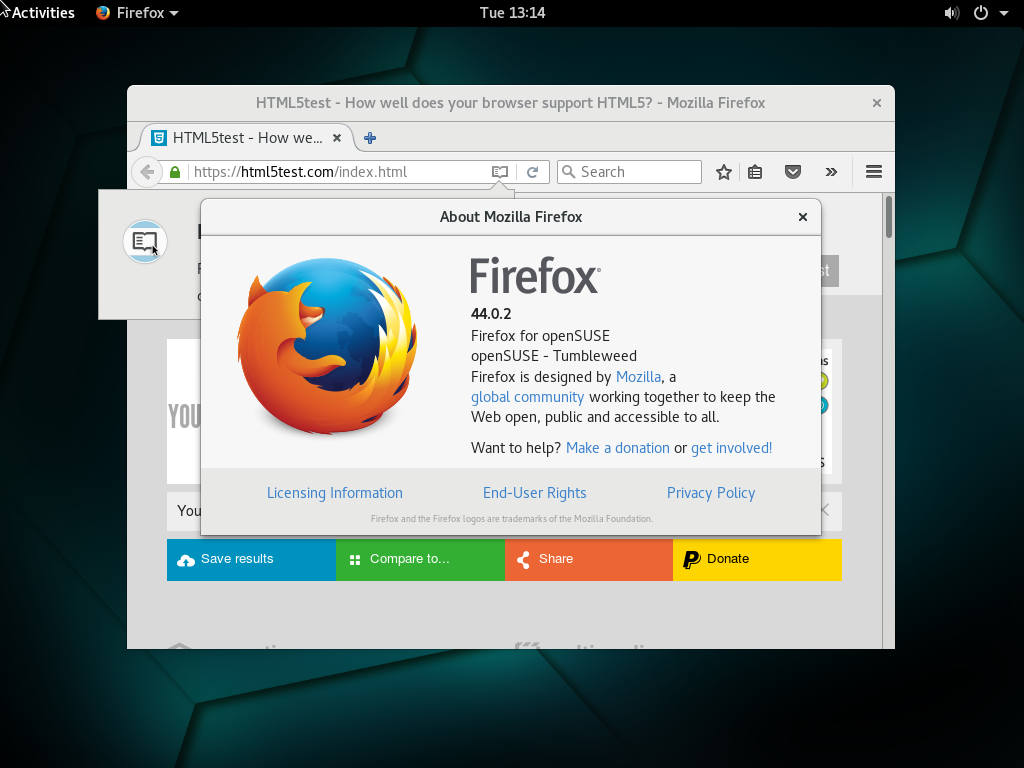 Activities
Firefox
Tue 13:14
HTML5test - How well does your browser support HTML5? - Mozilla Firefox
HTML5test - How we...
https://html5test.com/index.html
Search
About Mozilla Firefox
Firefox
44.0.2
Firefox for openSUSE
openSUSE - Tumbleweed
Firefox is designed by Mozilla, a
global community working together to keep the
Web open, public and accessible to all.
Want to help? Make a donation or get involved!
Licensing Information
End-User Rights
Privacy Policy
Firefox and the Firefox logos are trademarks of the Mozilla Foundation.
YOU
You
Save results
Compare to...
Share
Donate